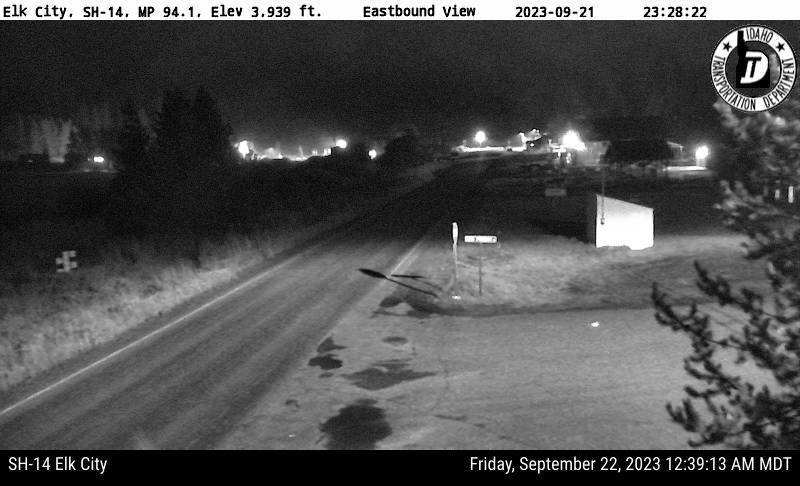 Elk City, SH-14, MP 94.1, Elev 3,939 ft. Eastbound View 2023-09-21 23:28:22
IDAHO
TRANSPORTATION DEPARTMENT
SH-14 Elk City Friday, September 22, 2023 12:39:13 AM MDT